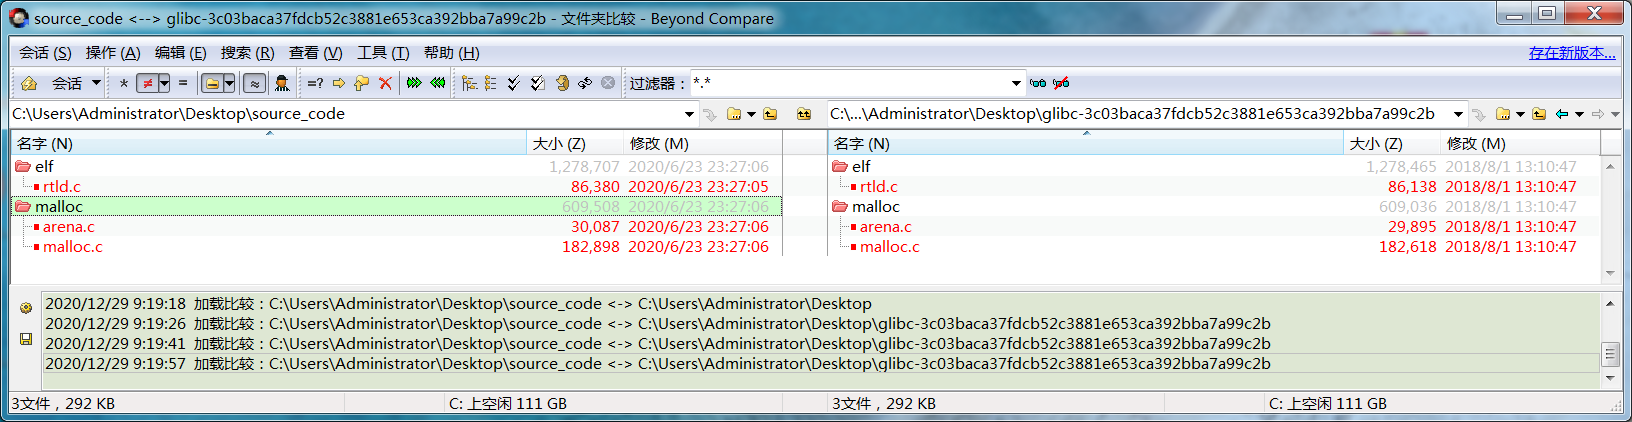 source_code <--> glibc-3c03baca37fdcb52c3881e653ca392bba7a99c2b - 文件夹比较 - Beyond Compare
会话 (S) 操作 (A) 编辑 (E) 搜索 (R) 查看 (V) 工具 (T) 帮助 (H) 存在新版本...
会话 * ≠ = ≈ =? 过滤器： *.*
C:\Users\Administrator\Desktop\source_code C:\...\Administrator\Desktop\glibc-3c03baca37fdcb52c3881e653ca392bba7a99c2b
名字 (N) 大小 (Z) 修改 (M) 名字 (N) 大小 (Z) 修改 (M)
elf 1,278,707 2020/6/23 23:27:06 elf 1,278,465 2018/8/1 13:10:47
rtld.c 86,380 2020/6/23 23:27:05 rtld.c 86,138 2018/8/1 13:10:47
malloc 609,508 2020/6/23 23:27:06 malloc 609,036 2018/8/1 13:10:47
arena.c 30,087 2020/6/23 23:27:06 arena.c 29,895 2018/8/1 13:10:47
malloc.c 182,898 2020/6/23 23:27:06 malloc.c 182,618 2018/8/1 13:10:47
2020/12/29 9:19:18 加载比较：C:\Users\Administrator\Desktop\source_code <-> C:\Users\Administrator\Desktop
2020/12/29 9:19:26 加载比较：C:\Users\Administrator\Desktop\source_code <-> C:\Users\Administrator\Desktop\glibc-3c03baca37fdcb52c3881e653ca392bba7a99c2b
2020/12/29 9:19:41 加载比较：C:\Users\Administrator\Desktop\source_code <-> C:\Users\Administrator\Desktop\glibc-3c03baca37fdcb52c3881e653ca392bba7a99c2b
2020/12/29 9:19:57 加载比较：C:\Users\Administrator\Desktop\source_code <-> C:\Users\Administrator\Desktop\glibc-3c03baca37fdcb52c3881e653ca392bba7a99c2b
3文件，292 KB C: 上空闲 111 GB 3文件，292 KB C: 上空闲 111 GB